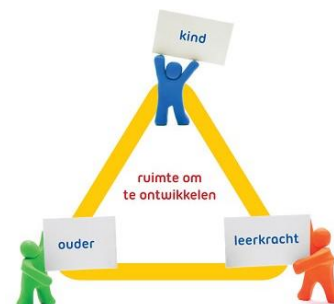 kind
ruimte om
te ontwikkelen
ouder
leerkracht